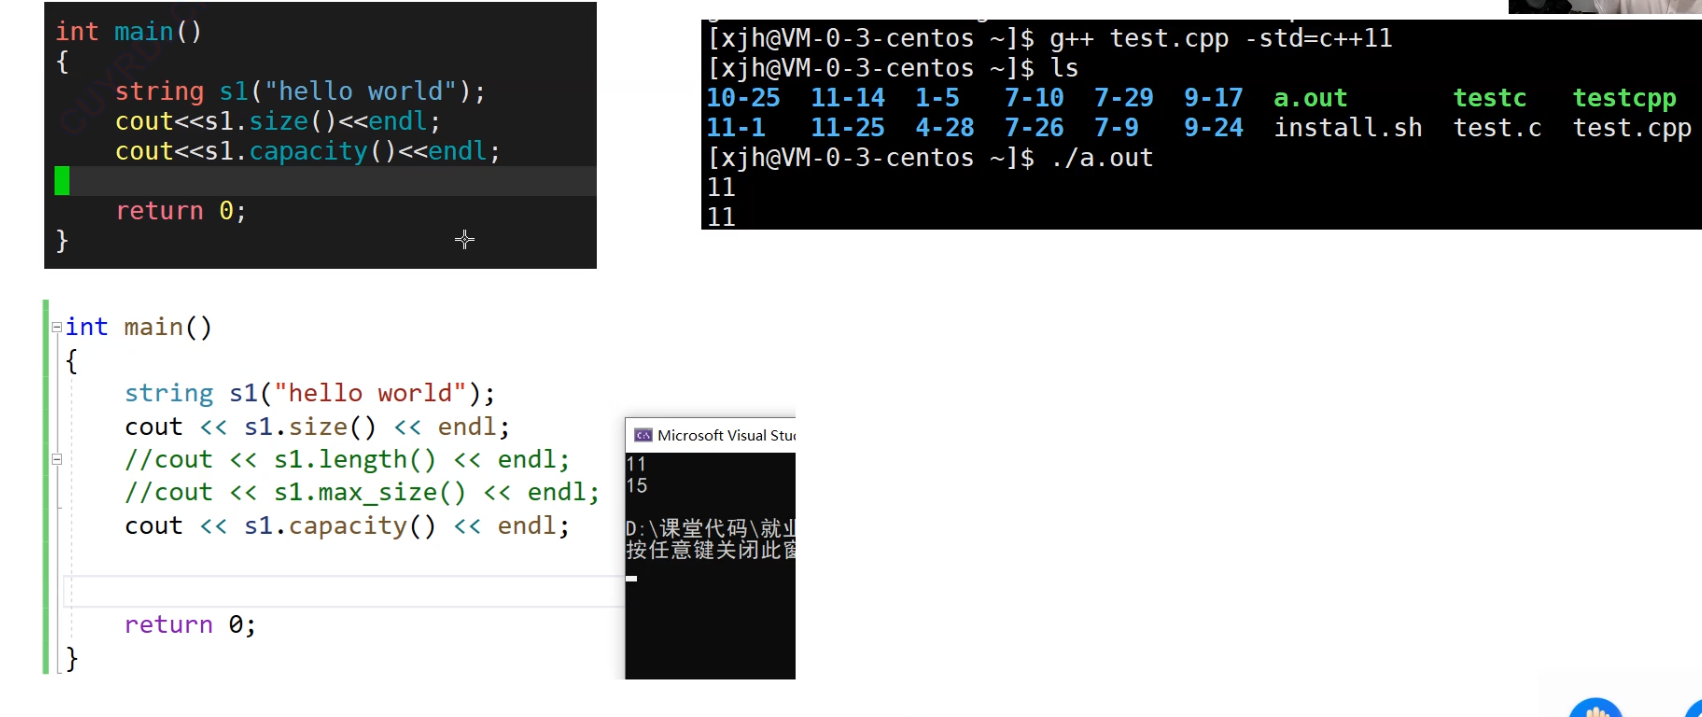 int main()
{
string s1("hello world");
cout<<s1.size()<<endl;
cout<<s1.capacity()<<endl;
return 0;
}
[xjh@VM-0-3-centos ~]$ g++ test.cpp -std=c++11
[xjh@VM-0-3-centos ~]$ ls
10-25 11-14 1-5 7-10 7-29 9-17 a.out testc testcpp
11-1 11-25 4-28 7-26 7-9 9-24 install.sh test.c test.cpp
[xjh@VM-0-3-centos ~]$ ./a.out
11
11
int main()
{
string s1("hello world");
cout << s1.size() << endl;
//cout << s1.length() << endl;
//cout << s1.max_size() << endl;
cout << s1.capacity() << endl;
return 0;
}
Microsoft Visual Stu
11
15
D:\课堂代码\就业
按任意键关闭此窗